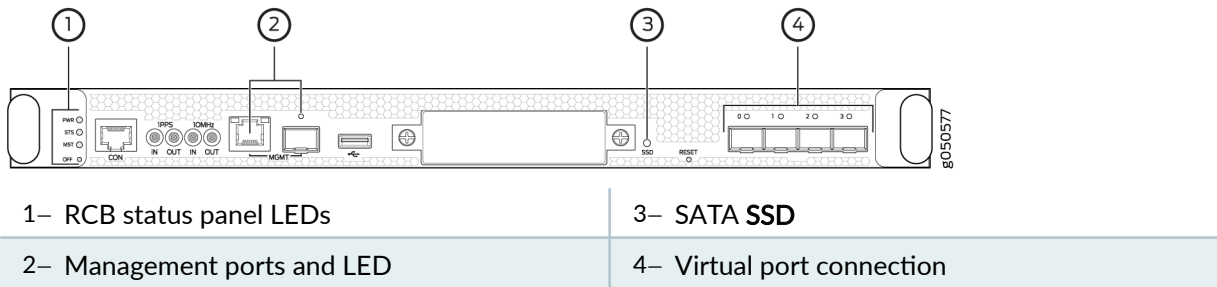 1 2 3 4
PWR
STS
MST
OFF
CON
1PPS 10MHz
IN OUT IN OUT
MGMT
SSD
RESET
0 1 2 3
g050577
1– RCB status panel LEDs
3– SATA SSD
2– Management ports and LED
4– Virtual port connection